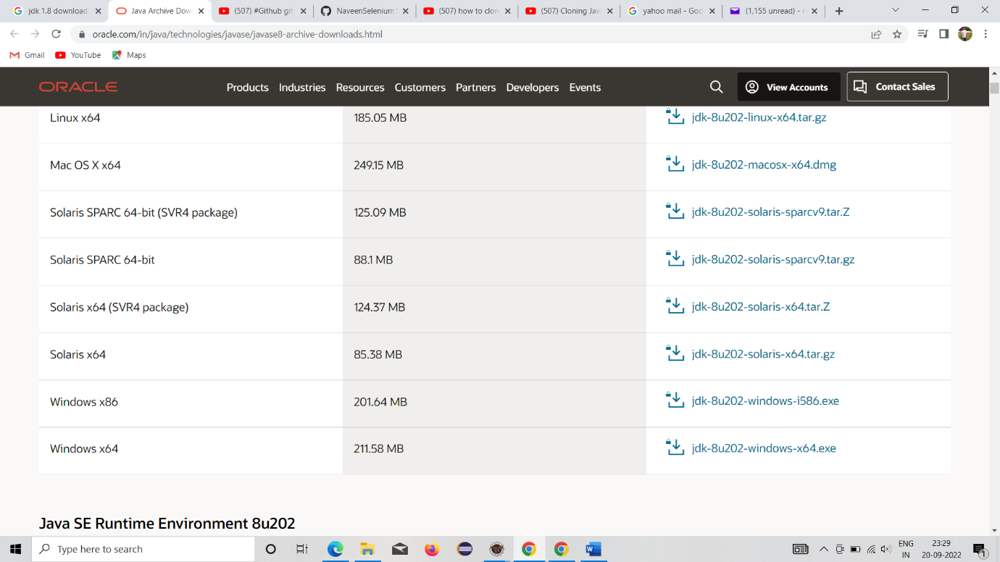 jdk 1.8 download
Java Archive Dow
(507) #Github git
NaveenSelenium
(507) how to clon
(507) Cloning Jav
yahoo mail - Goo
(1,155 unread) - r
oracle.com/in/java/technologies/javase/javase8-archive-downloads.html
Gmail YouTube Maps
ORACLE Products Industries Resources Customers Partners Developers Events View Accounts Contact Sales
Linux x64 185.05 MB jdk-8u202-linux-x64.tar.gz
Mac OS X x64 249.15 MB jdk-8u202-macosx-x64.dmg
Solaris SPARC 64-bit (SVR4 package) 125.09 MB jdk-8u202-solaris-sparcv9.tar.Z
Solaris SPARC 64-bit 88.1 MB jdk-8u202-solaris-sparcv9.tar.gz
Solaris x64 (SVR4 package) 124.37 MB jdk-8u202-solaris-x64.tar.Z
Solaris x64 85.38 MB jdk-8u202-solaris-x64.tar.gz
Windows x86 201.64 MB jdk-8u202-windows-i586.exe
Windows x64 211.58 MB jdk-8u202-windows-x64.exe
Java SE Runtime Environment 8u202
Type here to search
ENG
IN
23:29
20-09-2022
1